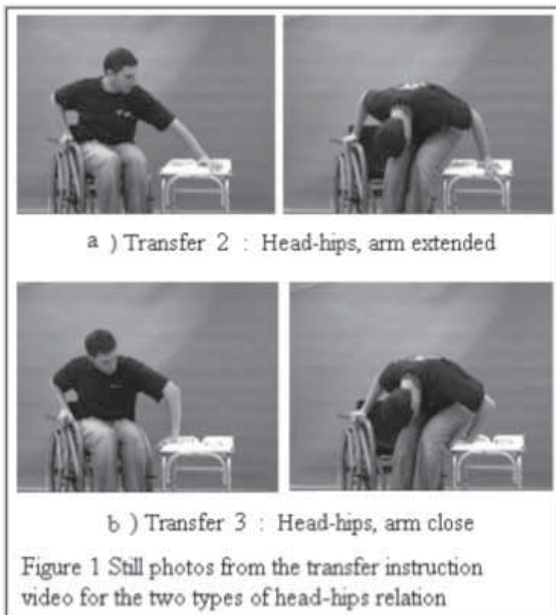 a ) Transfer 2 : Head-hips, arm extended
b ) Transfer 3 : Head-hips, arm close
Figure 1 Still photos from the transfer instruction
video for the two types of head-hips relation